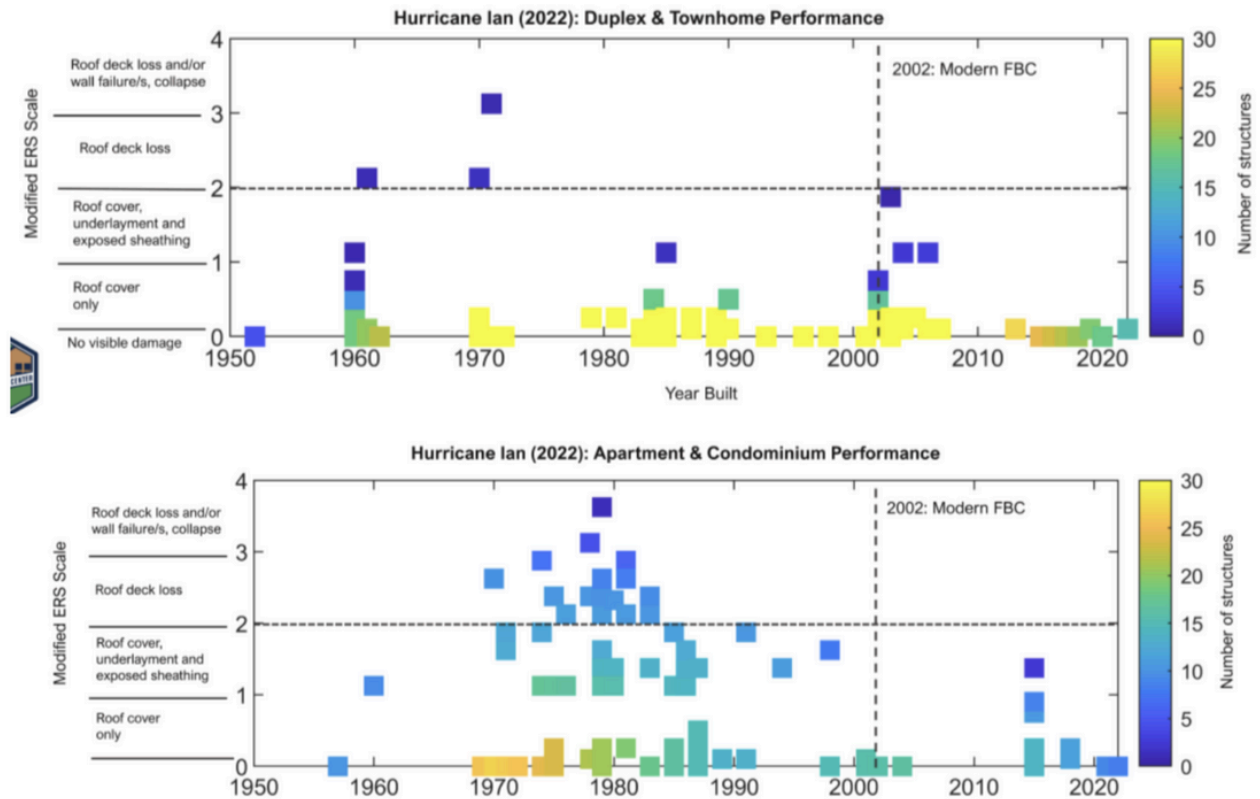 Hurricane Ian (2022): Duplex & Townhome Performance
4
Roof deck loss and/or
wall failure/s, collapse
2002: Modern FBC
3
Roof deck loss
2
Roof cover,
underlayment and
exposed sheathing
1
Roof cover
only
0
No visible damage
Modified ERS Scale
1950 1960 1970 1980 1990 2000 2010 2020
Year Built
30
25
20
15
10
5
0
Number of structures
CENTER
Hurricane Ian (2022): Apartment & Condominium Performance
4
Roof deck loss and/or
wall failure/s, collapse
2002: Modern FBC
3
Roof deck loss
2
Roof cover,
underlayment and
exposed sheathing
1
Roof cover
only
0
Modified ERS Scale
1950 1960 1970 1980 1990 2000 2010 2020
30
25
20
15
10
5
0
Number of structures